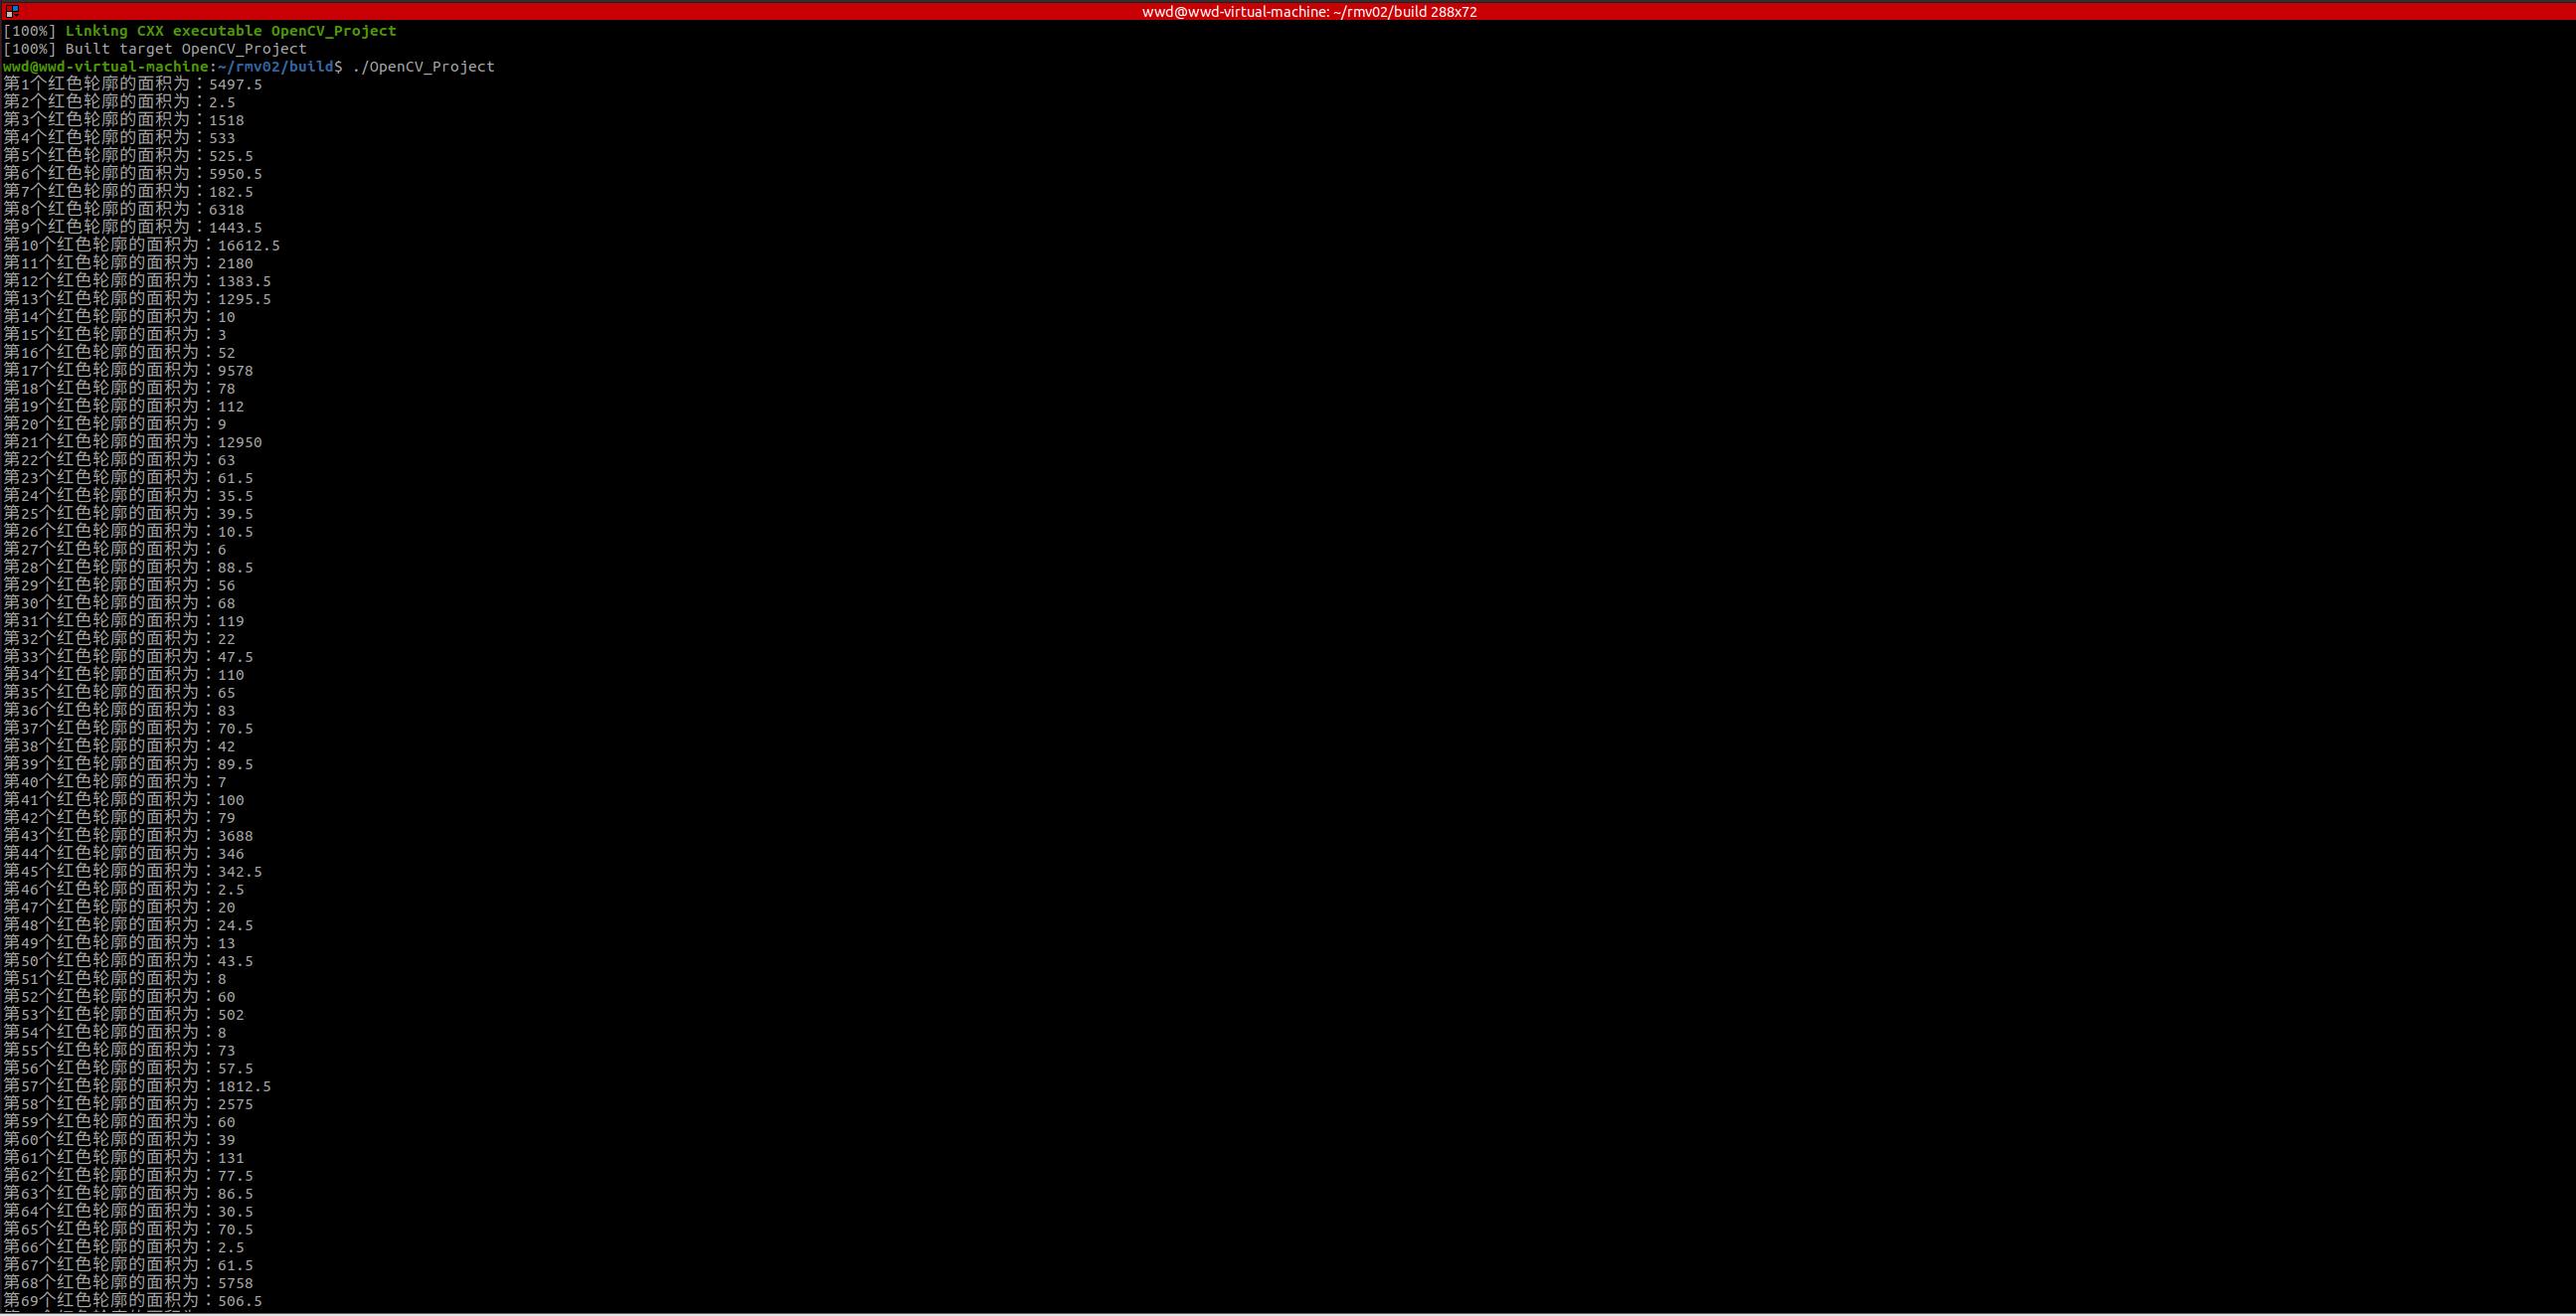 wwd@wwd-virtual-machine: ~/rmv02/build 288x72
[100%] Linking CXX executable OpenCV_Project
[100%] Built target OpenCV_Project
wwd@wwd-virtual-machine:~/rmv02/build$ ./OpenCV_Project
第1个红色轮廓的面积为：5497.5
第2个红色轮廓的面积为：2.5
第3个红色轮廓的面积为：1518
第4个红色轮廓的面积为：533
第5个红色轮廓的面积为：525.5
第6个红色轮廓的面积为：5950.5
第7个红色轮廓的面积为：182.5
第8个红色轮廓的面积为：6318
第9个红色轮廓的面积为：1443.5
第10个红色轮廓的面积为：16612.5
第11个红色轮廓的面积为：2180
第12个红色轮廓的面积为：1383.5
第13个红色轮廓的面积为：1295.5
第14个红色轮廓的面积为：10
第15个红色轮廓的面积为：3
第16个红色轮廓的面积为：52
第17个红色轮廓的面积为：9578
第18个红色轮廓的面积为：78
第19个红色轮廓的面积为：112
第20个红色轮廓的面积为：9
第21个红色轮廓的面积为：12950
第22个红色轮廓的面积为：63
第23个红色轮廓的面积为：61.5
第24个红色轮廓的面积为：35.5
第25个红色轮廓的面积为：39.5
第26个红色轮廓的面积为：10.5
第27个红色轮廓的面积为：6
第28个红色轮廓的面积为：88.5
第29个红色轮廓的面积为：56
第30个红色轮廓的面积为：68
第31个红色轮廓的面积为：119
第32个红色轮廓的面积为：22
第33个红色轮廓的面积为：47.5
第34个红色轮廓的面积为：110
第35个红色轮廓的面积为：65
第36个红色轮廓的面积为：83
第37个红色轮廓的面积为：70.5
第38个红色轮廓的面积为：42
第39个红色轮廓的面积为：89.5
第40个红色轮廓的面积为：7
第41个红色轮廓的面积为：100
第42个红色轮廓的面积为：79
第43个红色轮廓的面积为：3688
第44个红色轮廓的面积为：346
第45个红色轮廓的面积为：342.5
第46个红色轮廓的面积为：2.5
第47个红色轮廓的面积为：20
第48个红色轮廓的面积为：24.5
第49个红色轮廓的面积为：13
第50个红色轮廓的面积为：43.5
第51个红色轮廓的面积为：8
第52个红色轮廓的面积为：60
第53个红色轮廓的面积为：502
第54个红色轮廓的面积为：8
第55个红色轮廓的面积为：73
第56个红色轮廓的面积为：57.5
第57个红色轮廓的面积为：1812.5
第58个红色轮廓的面积为：2575
第59个红色轮廓的面积为：60
第60个红色轮廓的面积为：39
第61个红色轮廓的面积为：131
第62个红色轮廓的面积为：77.5
第63个红色轮廓的面积为：86.5
第64个红色轮廓的面积为：30.5
第65个红色轮廓的面积为：70.5
第66个红色轮廓的面积为：2.5
第67个红色轮廓的面积为：61.5
第68个红色轮廓的面积为：5758
第69个红色轮廓的面积为：506.5